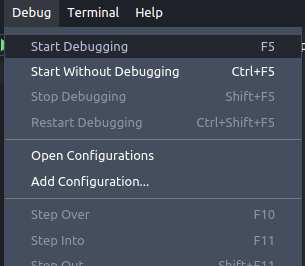 Debug Terminal Help
Start Debugging F5
Start Without Debugging Ctrl+F5
Stop Debugging Shift+F5
Restart Debugging Ctrl+Shift+F5
Open Configurations
Add Configuration...
Step Over F10
Step Into F11
Step Out Shift+F11